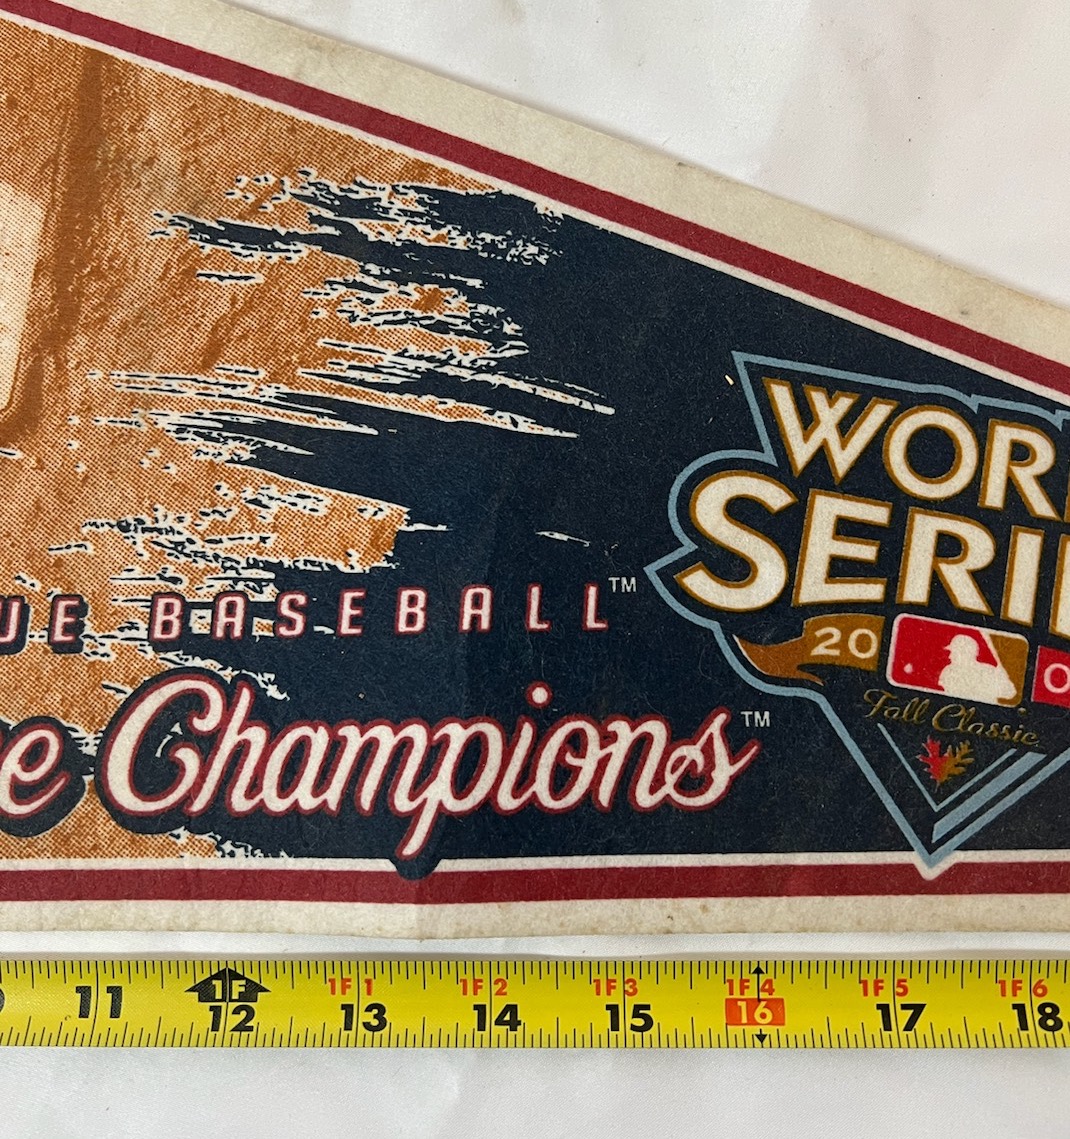 WOR
SERI
20 0
Fall Classic
UE BASEBALL™
e Champions™
1F 1F1 1F2 1F3 1F4 1F5 1F6
11 12 13 14 15 16 17 18